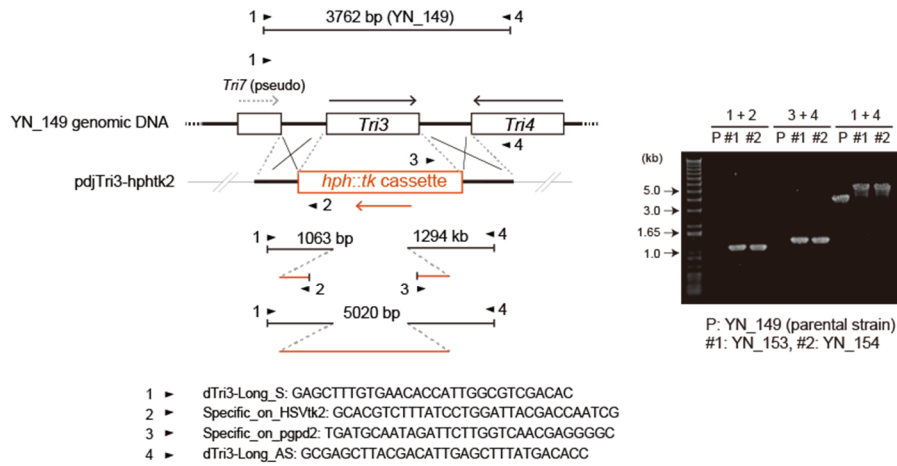 1 3762 bp (YN_149) 4
1
Tri7 (pseudo)
YN_149 genomic DNA
Tri3
Tri4
4
3
pdjTri3-hphtk2
hph::tk cassette
2
1 1063 bp 1294 kb 4
2 3
1 5020 bp 4
1 + 2 3 + 4 1 + 4
P #1 #2 P #1 #2 P #1 #2
(kb)
5.0
3.0
1.65
1.0
P: YN_149 (parental strain)
#1: YN_153, #2: YN_154
1 dTri3-Long_S: GAGCTTTGTGAACACCATTGGCGTCGACAC
2 Specific_on_HSVtk2: GCACGTCTTTATCCTGGATTACGACCAATCG
3 Specific_on_pgpd2: TGATGCAATAGATTCTTGGTCAACGAGGGGC
4 dTri3-Long_AS: GCGAGCTTACGACATTGAGCTTTATGACACC